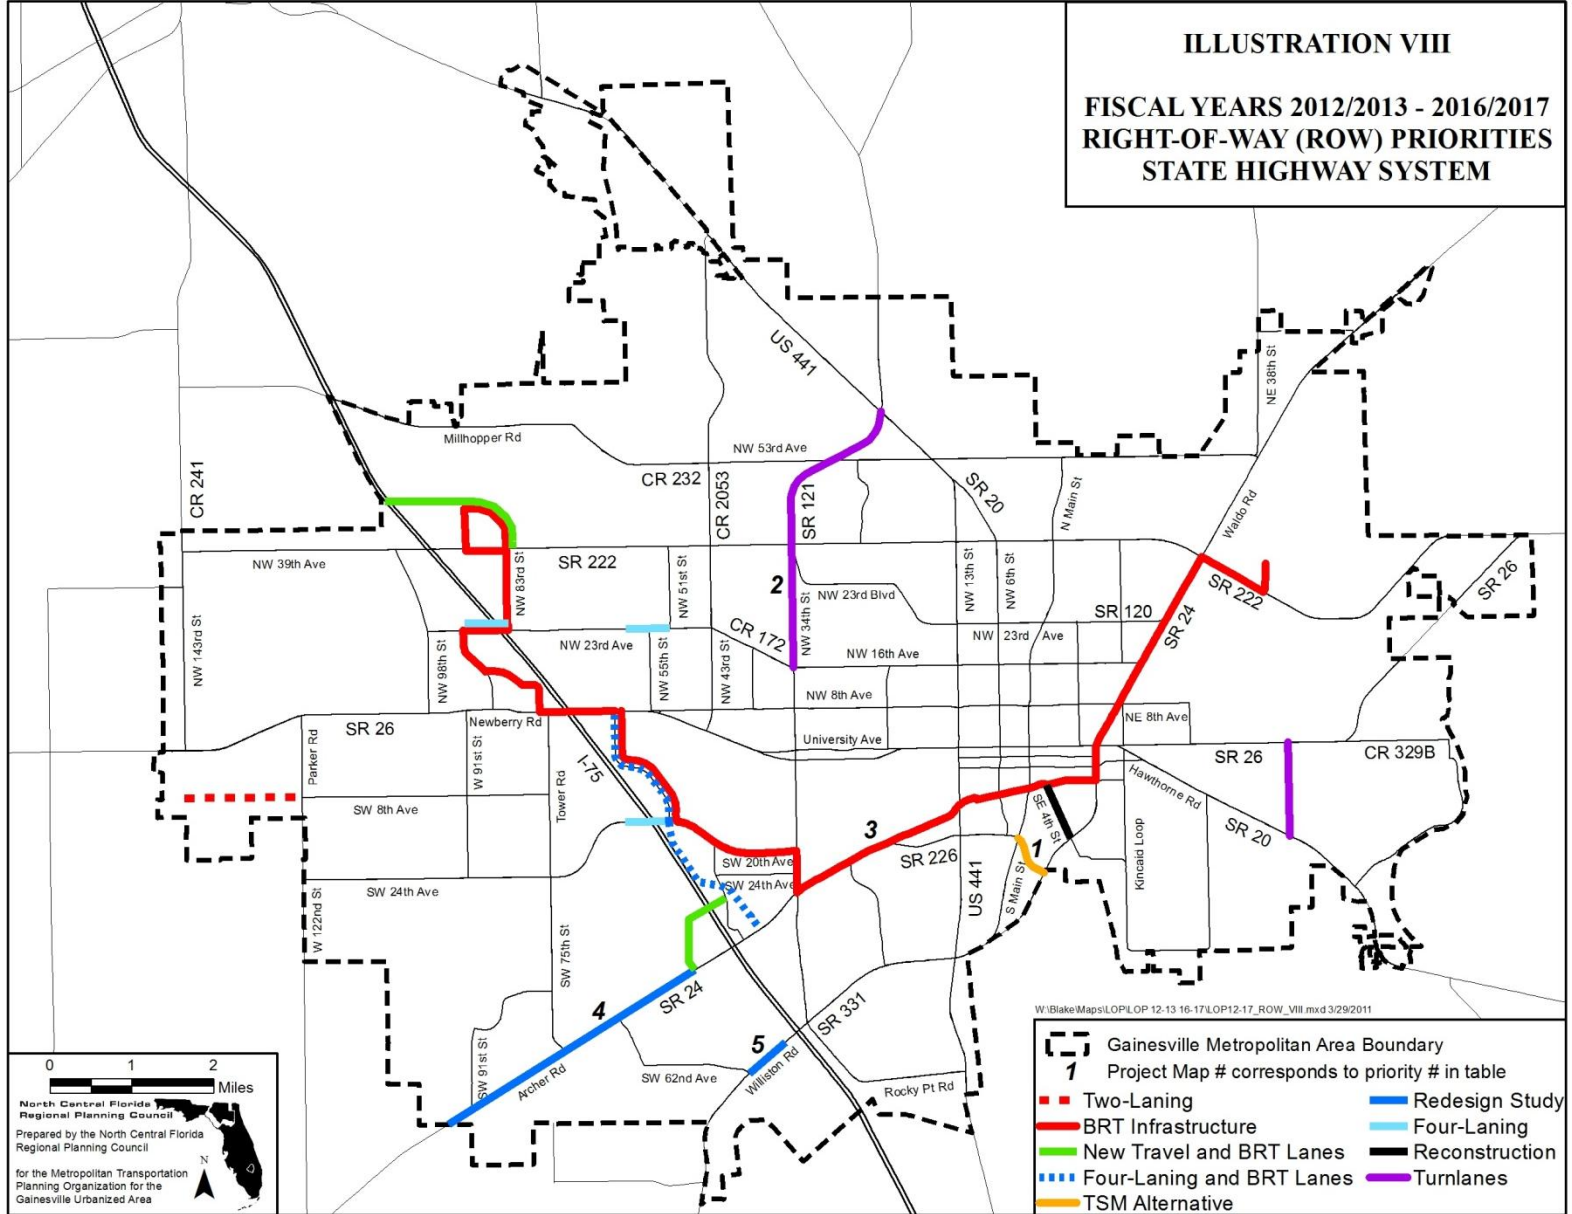 ILLUSTRATION VIII
FISCAL YEARS 2012/2013 - 2016/2017
RIGHT-OF-WAY (ROW) PRIORITIES
STATE HIGHWAY SYSTEM
US 441
NE 38th St
Millhopper Rd
NW 53rd Ave
CR 241
CR 232
CR 2053
SR 121
SR 20
N Main St
Waldo Rd
NW 39th Ave
NW 83rd St
SR 222
NW 51st St
2
NW 34th St
NW 23rd Blvd
NW 13th St
NW 6th St
SR 120
SR 24
SR 222
SR 26
NW 143rd St
NW 98th St
NW 23rd Ave
NW 55th St
NW 43rd St
CR 172
NW 16th Ave
NW 23rd Ave
NW 8th Ave
SR 26
Newberry Rd
University Ave
NE 8th Ave
Parker Rd
W 91st St
I-75
SR 26
CR 329B
Tower Rd
SW 8th Ave
Hawthorne Rd
SE 4th St
3
SR 226
1
SR 20
Kincaid Loop
SW 20th Ave
SW 24th Ave
SW 24th Ave
W 122nd St
US 441
S Main St
SW 75th St
SR 24
4
SR 331
5
SW 91st St
Archer Rd
SW 62nd Ave
Williston Rd
Rocky Pt Rd
W:\Blake\Maps\LOP\LOP 12-13 16-17\LOP12-17_ROW_VIII.mxd 3/29/2011
Gainesville Metropolitan Area Boundary
1 Project Map # corresponds to priority # in table
Two-Laning
BRT Infrastructure
New Travel and BRT Lanes
Four-Laning and BRT Lanes
TSM Alternative
Redesign Study
Four-Laning
Reconstruction
Turnlanes
0 1 2
Miles
North Central Florida
Regional Planning Council
Prepared by the North Central Florida
Regional Planning Council
N
for the Metropolitan Transportation
Planning Organization for the
Gainesville Urbanized Area